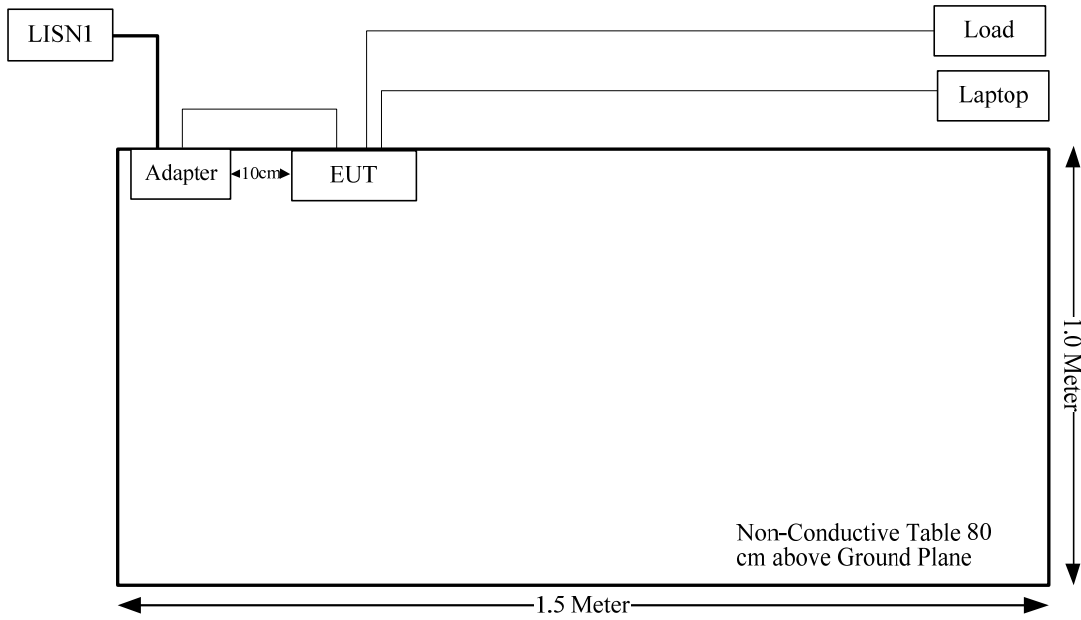 LISN1
Load
Laptop
Adapter
10cm
EUT
1.0 Meter
Non-Conductive Table 80
cm above Ground Plane
1.5 Meter